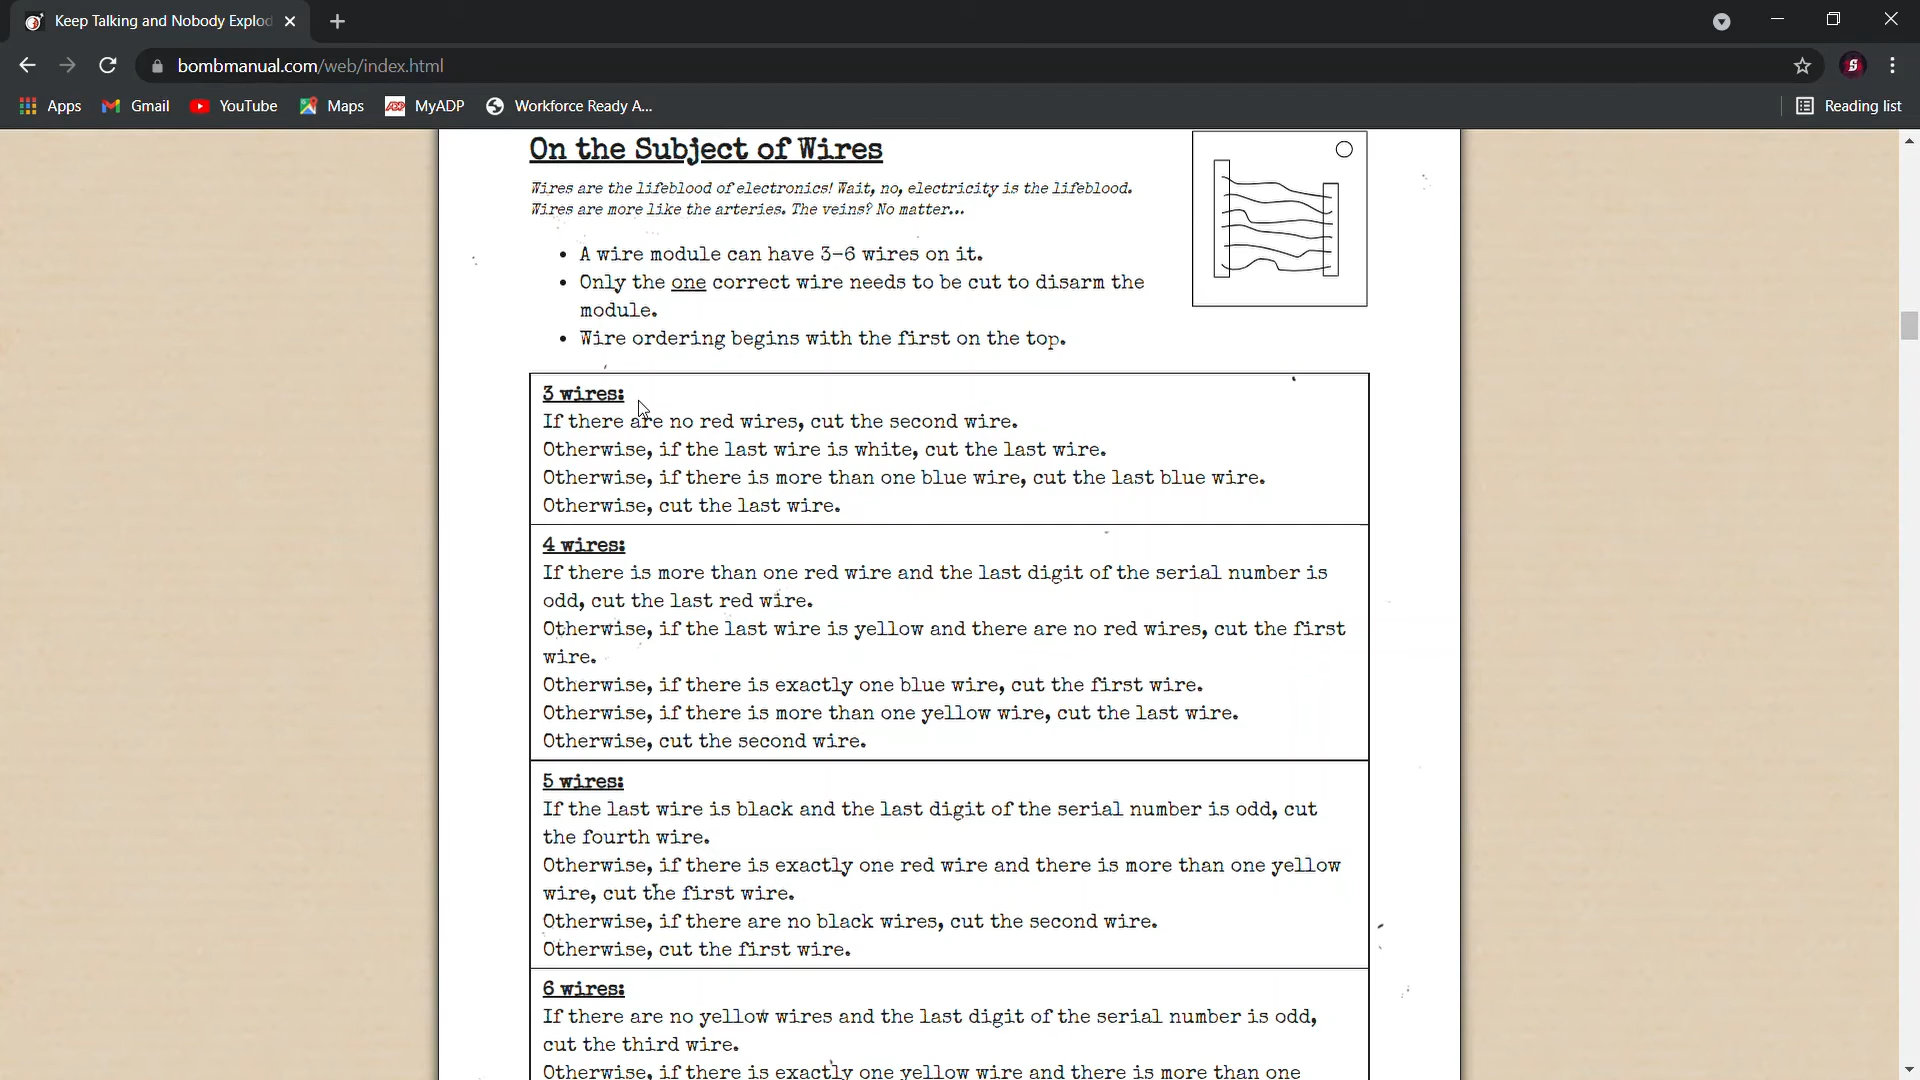 Keep Talking and Nobody Explod
bombmanual.com/web/index.html
Apps Gmail YouTube Maps MyADP Workforce Ready A... Reading list
On the Subject of Wires
Wires are the lifeblood of electronics! Wait, no, electricity is the lifeblood.
Wires are more like the arteries. The veins? No matter...
• A wire module can have 3-6 wires on it.
• Only the one correct wire needs to be cut to disarm the
module.
• Wire ordering begins with the first on the top.
3 wires:
If there are no red wires, cut the second wire.
Otherwise, if the last wire is white, cut the last wire.
Otherwise, if there is more than one blue wire, cut the last blue wire.
Otherwise, cut the last wire.
4 wires:
If there is more than one red wire and the last digit of the serial number is
odd, cut the last red wire.
Otherwise, if the last wire is yellow and there are no red wires, cut the first
wire.
Otherwise, if there is exactly one blue wire, cut the first wire.
Otherwise, if there is more than one yellow wire, cut the last wire.
Otherwise, cut the second wire.
5 wires:
If the last wire is black and the last digit of the serial number is odd, cut
the fourth wire.
Otherwise, if there is exactly one red wire and there is more than one yellow
wire, cut the first wire.
Otherwise, if there are no black wires, cut the second wire.
Otherwise, cut the first wire.
6 wires:
If there are no yellow wires and the last digit of the serial number is odd,
cut the third wire.
Otherwise, if there is exactly one yellow wire and there is more than one